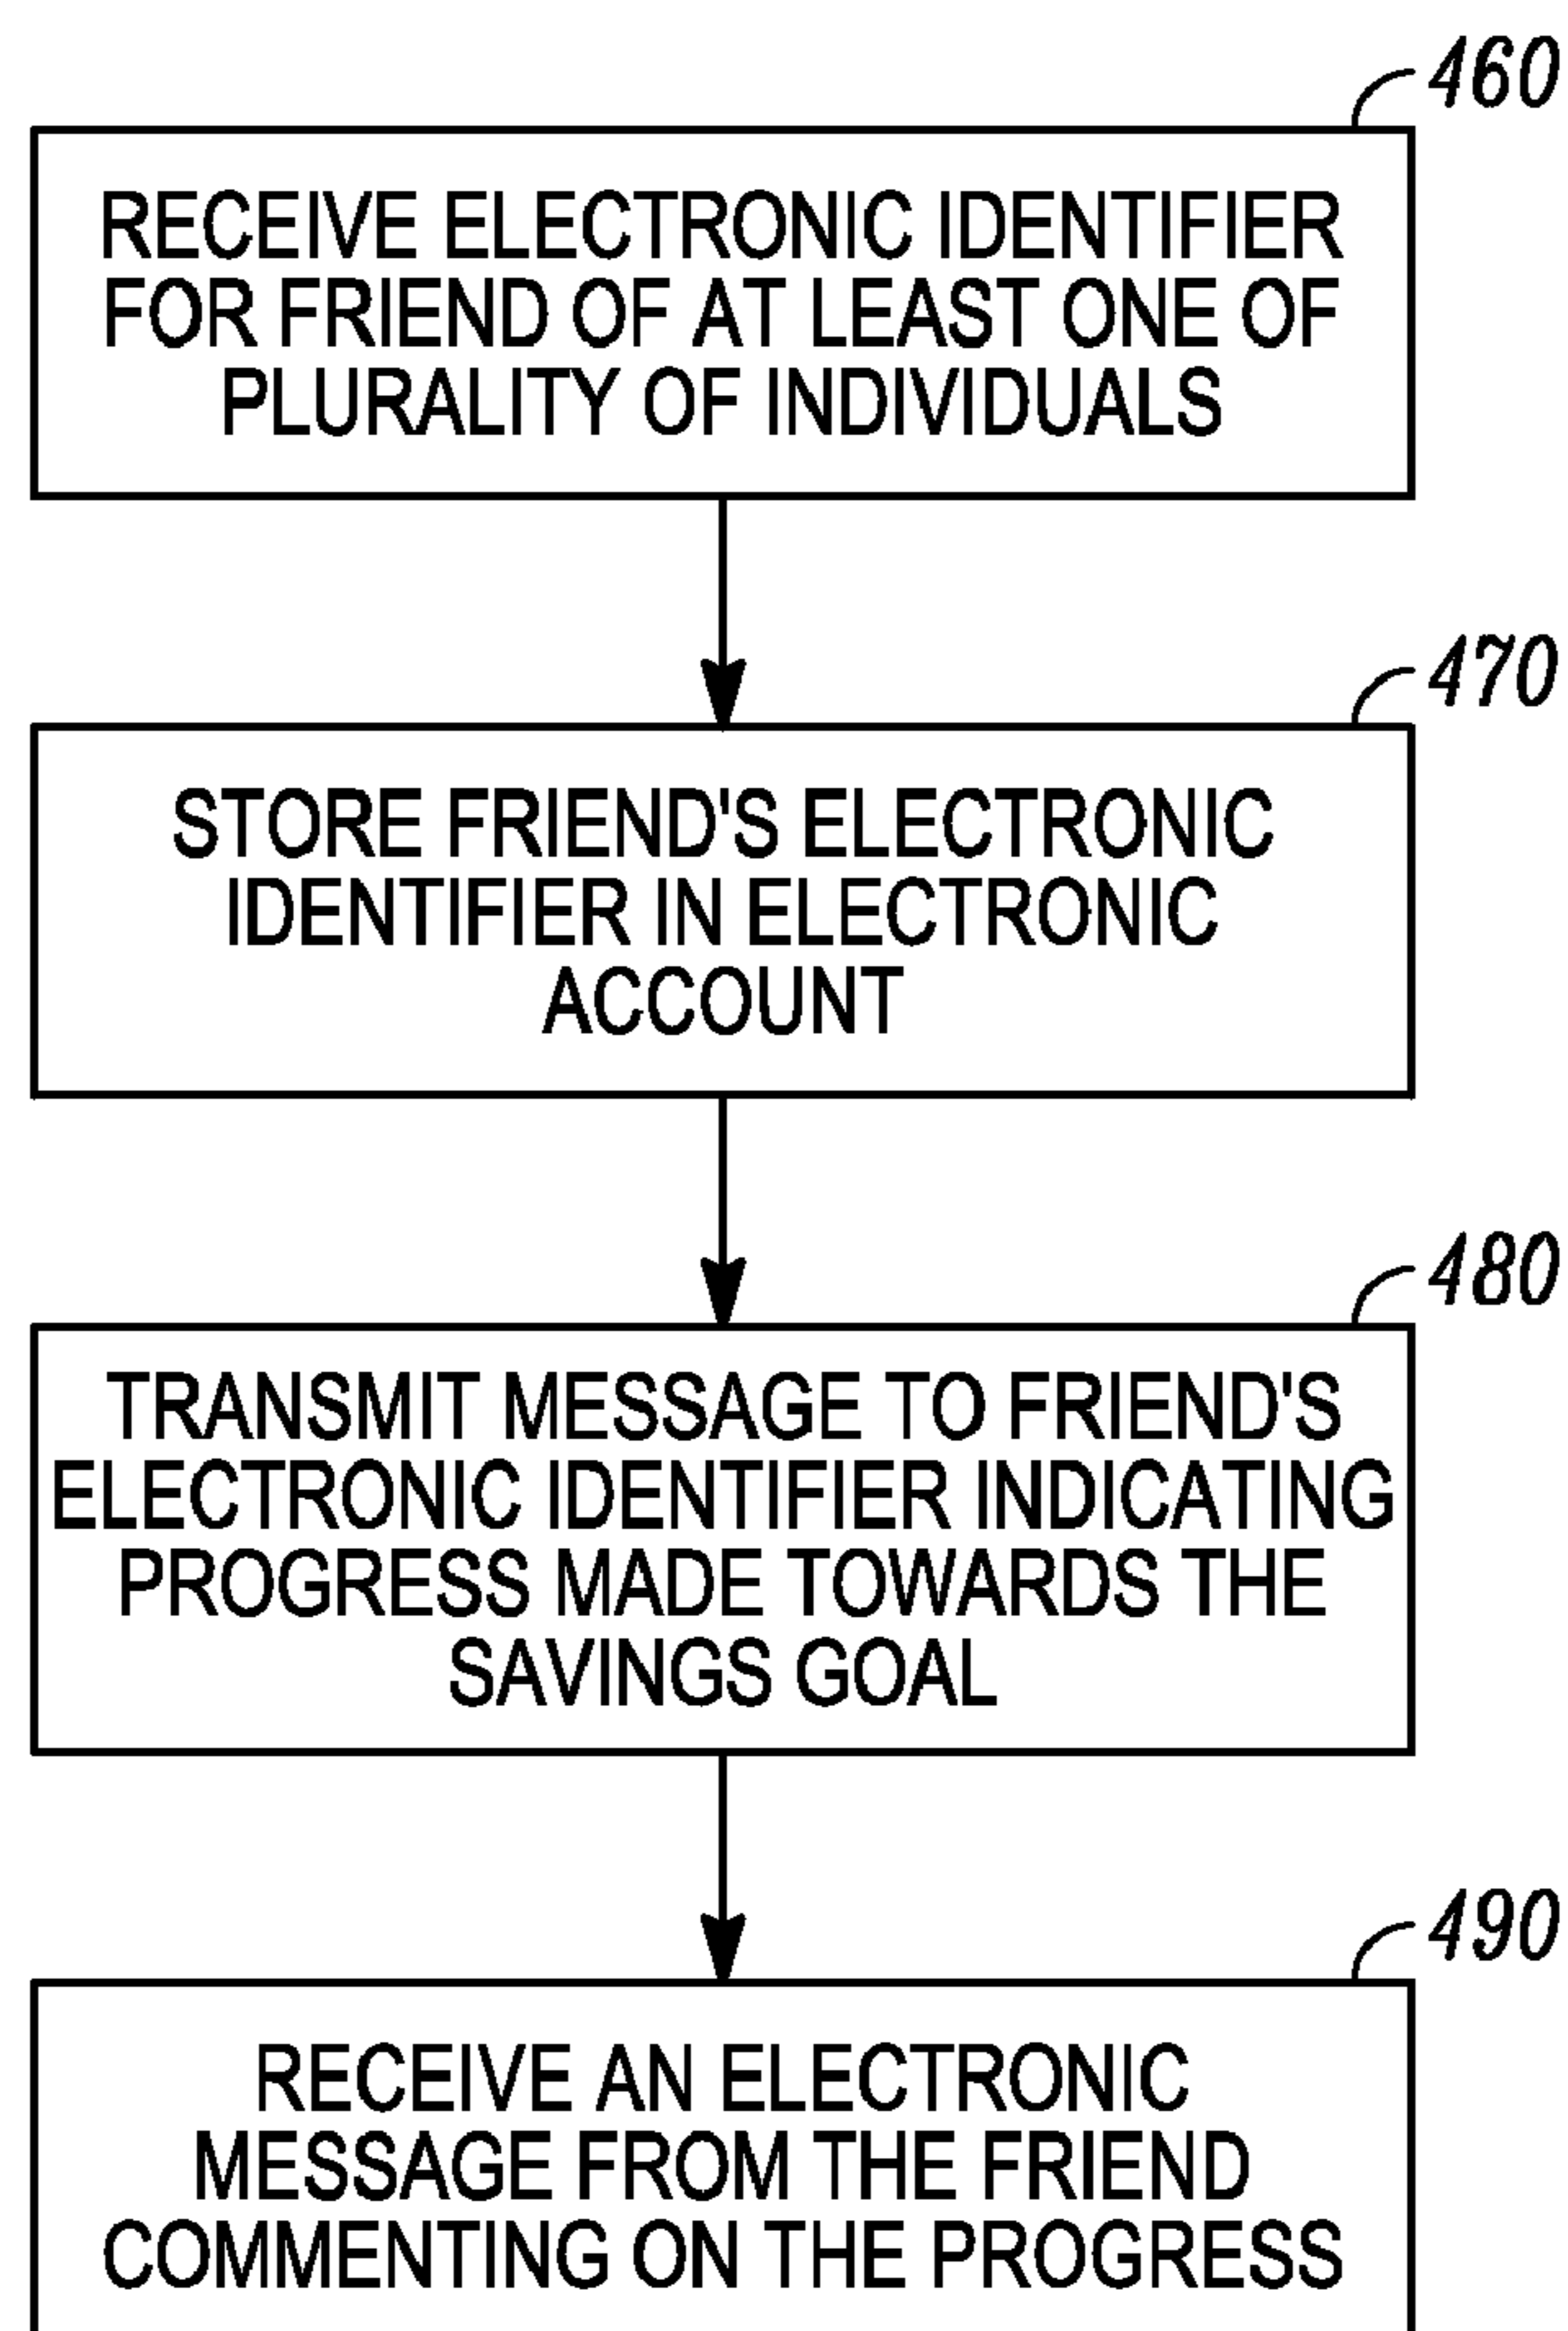 460
RECEIVE ELECTRONIC IDENTIFIER
FOR FRIEND OF AT LEAST ONE OF
PLURALITY OF INDIVIDUALS
470
STORE FRIEND'S ELECTRONIC
IDENTIFIER IN ELECTRONIC
ACCOUNT
480
TRANSMIT MESSAGE TO FRIEND'S
ELECTRONIC IDENTIFIER INDICATING
PROGRESS MADE TOWARDS THE
SAVINGS GOAL
490
RECEIVE AN ELECTRONIC
MESSAGE FROM THE FRIEND
COMMENTING ON THE PROGRESS